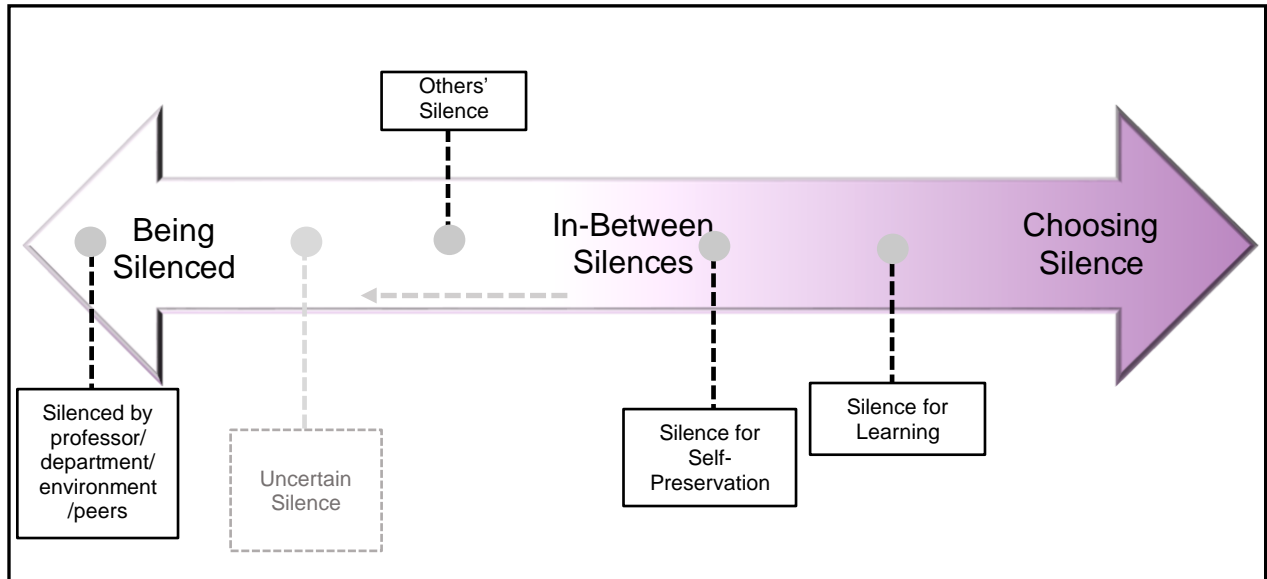 Others’
Silence
Being
Silenced
In-Between
Silences
Choosing
Silence
Silenced by
professor/
department/
environment
/peers
Uncertain
Silence
Silence for
Self-
Preservation
Silence for
Learning